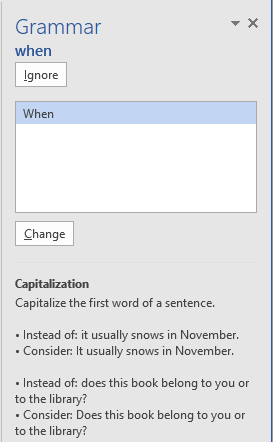 Grammar
when
Ignore
When
Change
Capitalization
Capitalize the first word of a sentence.
• Instead of: it usually snows in November.
• Consider: It usually snows in November.
• Instead of: does this book belong to you or
to the library?
• Consider: Does this book belong to you or
to the library?